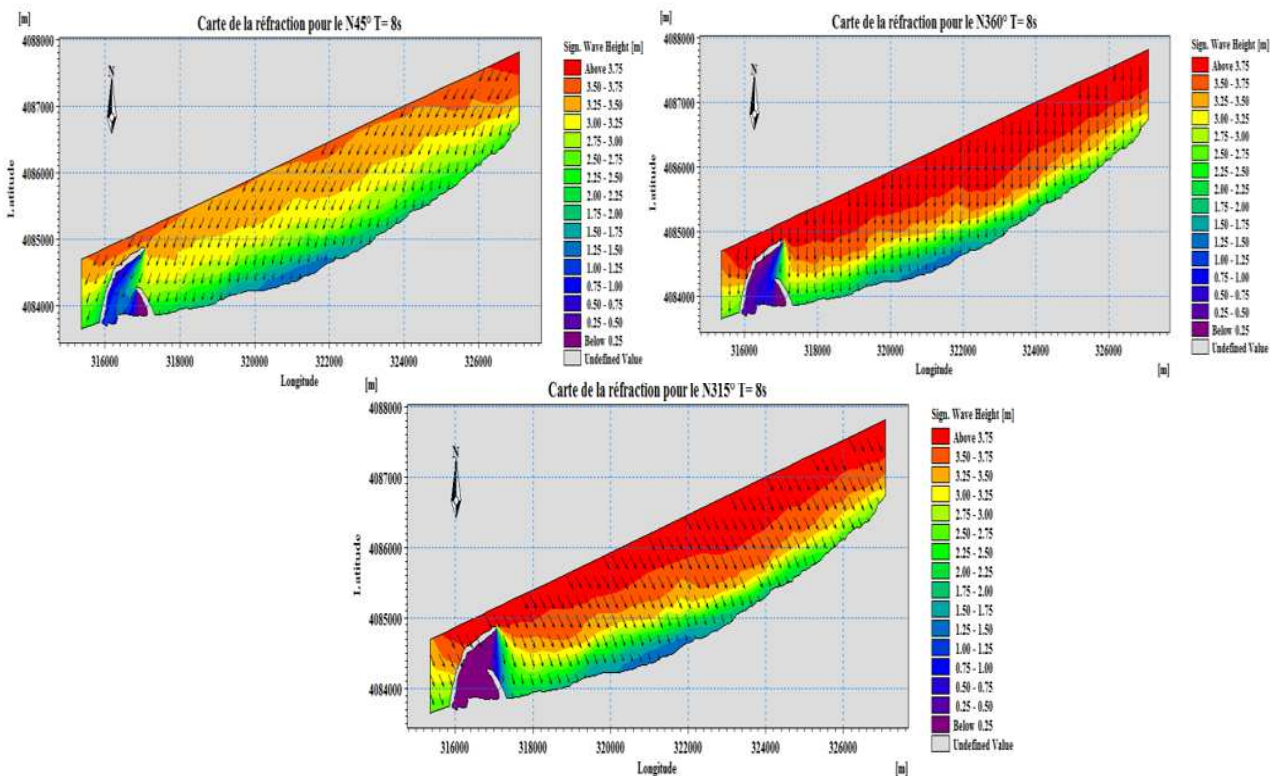 Carte de la réfraction pour le N45° T= 8s
[m]
4088000
4087000
4086000
4085000
4084000
Latitude
N
316000 318000 320000 322000 324000 326000
Longitude
[m]
Sign. Wave Height [m]
Above 3.75
3.50 - 3.75
3.25 - 3.50
3.00 - 3.25
2.75 - 3.00
2.50 - 2.75
2.25 - 2.50
2.00 - 2.25
1.75 - 2.00
1.50 - 1.75
1.25 - 1.50
1.00 - 1.25
0.75 - 1.00
0.50 - 0.75
0.25 - 0.50
Below 0.25
Undefined Value
Carte de la réfraction pour le N360° T= 8s
[m]
4088000
4087000
4086000
4085000
4084000
Latitude
N
316000 318000 320000 322000 324000 326000
Longitude
[m]
Sign. Wave Height [m]
Above 3.75
3.50 - 3.75
3.25 - 3.50
3.00 - 3.25
2.75 - 3.00
2.50 - 2.75
2.25 - 2.50
2.00 - 2.25
1.75 - 2.00
1.50 - 1.75
1.25 - 1.50
1.00 - 1.25
0.75 - 1.00
0.50 - 0.75
0.25 - 0.50
Below 0.25
Undefined Value
Carte de la réfraction pour le N315° T= 8s
[m]
4088000
4087000
4086000
4085000
4084000
Latitude
N
316000 318000 320000 322000 324000 326000
Longitude
[m]
Sign. Wave Height [m]
Above 3.75
3.50 - 3.75
3.25 - 3.50
3.00 - 3.25
2.75 - 3.00
2.50 - 2.75
2.25 - 2.50
2.00 - 2.25
1.75 - 2.00
1.50 - 1.75
1.25 - 1.50
1.00 - 1.25
0.75 - 1.00
0.50 - 0.75
0.25 - 0.50
Below 0.25
Undefined Value